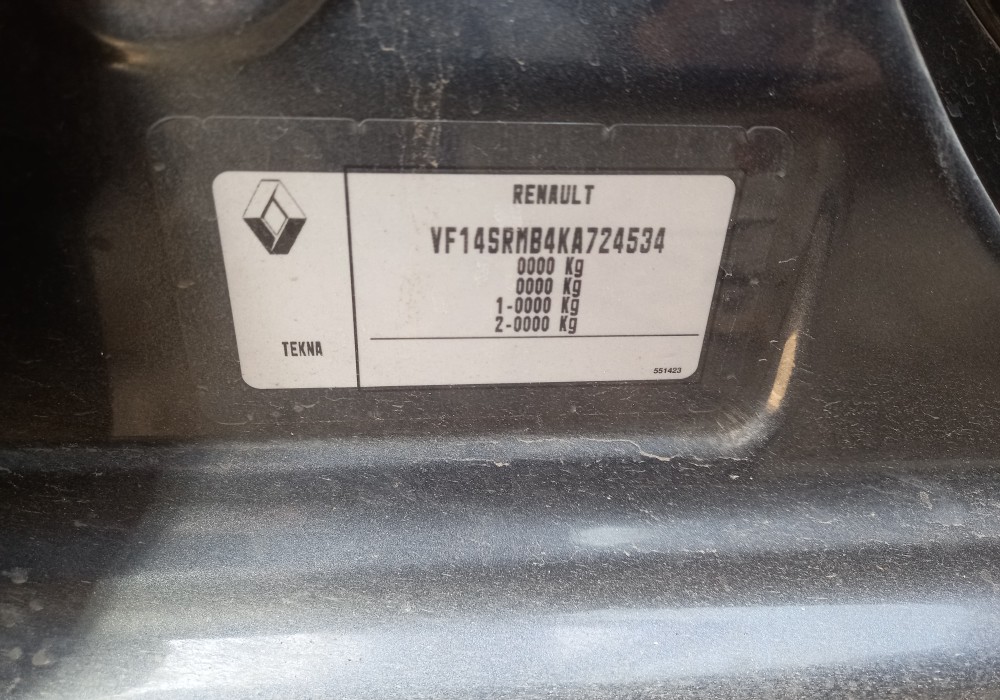 RENAULT
VF14SRMB4KA724534
0000 Kg
0000 Kg
1-0000 Kg
2-0000 Kg
TEKNA
551423